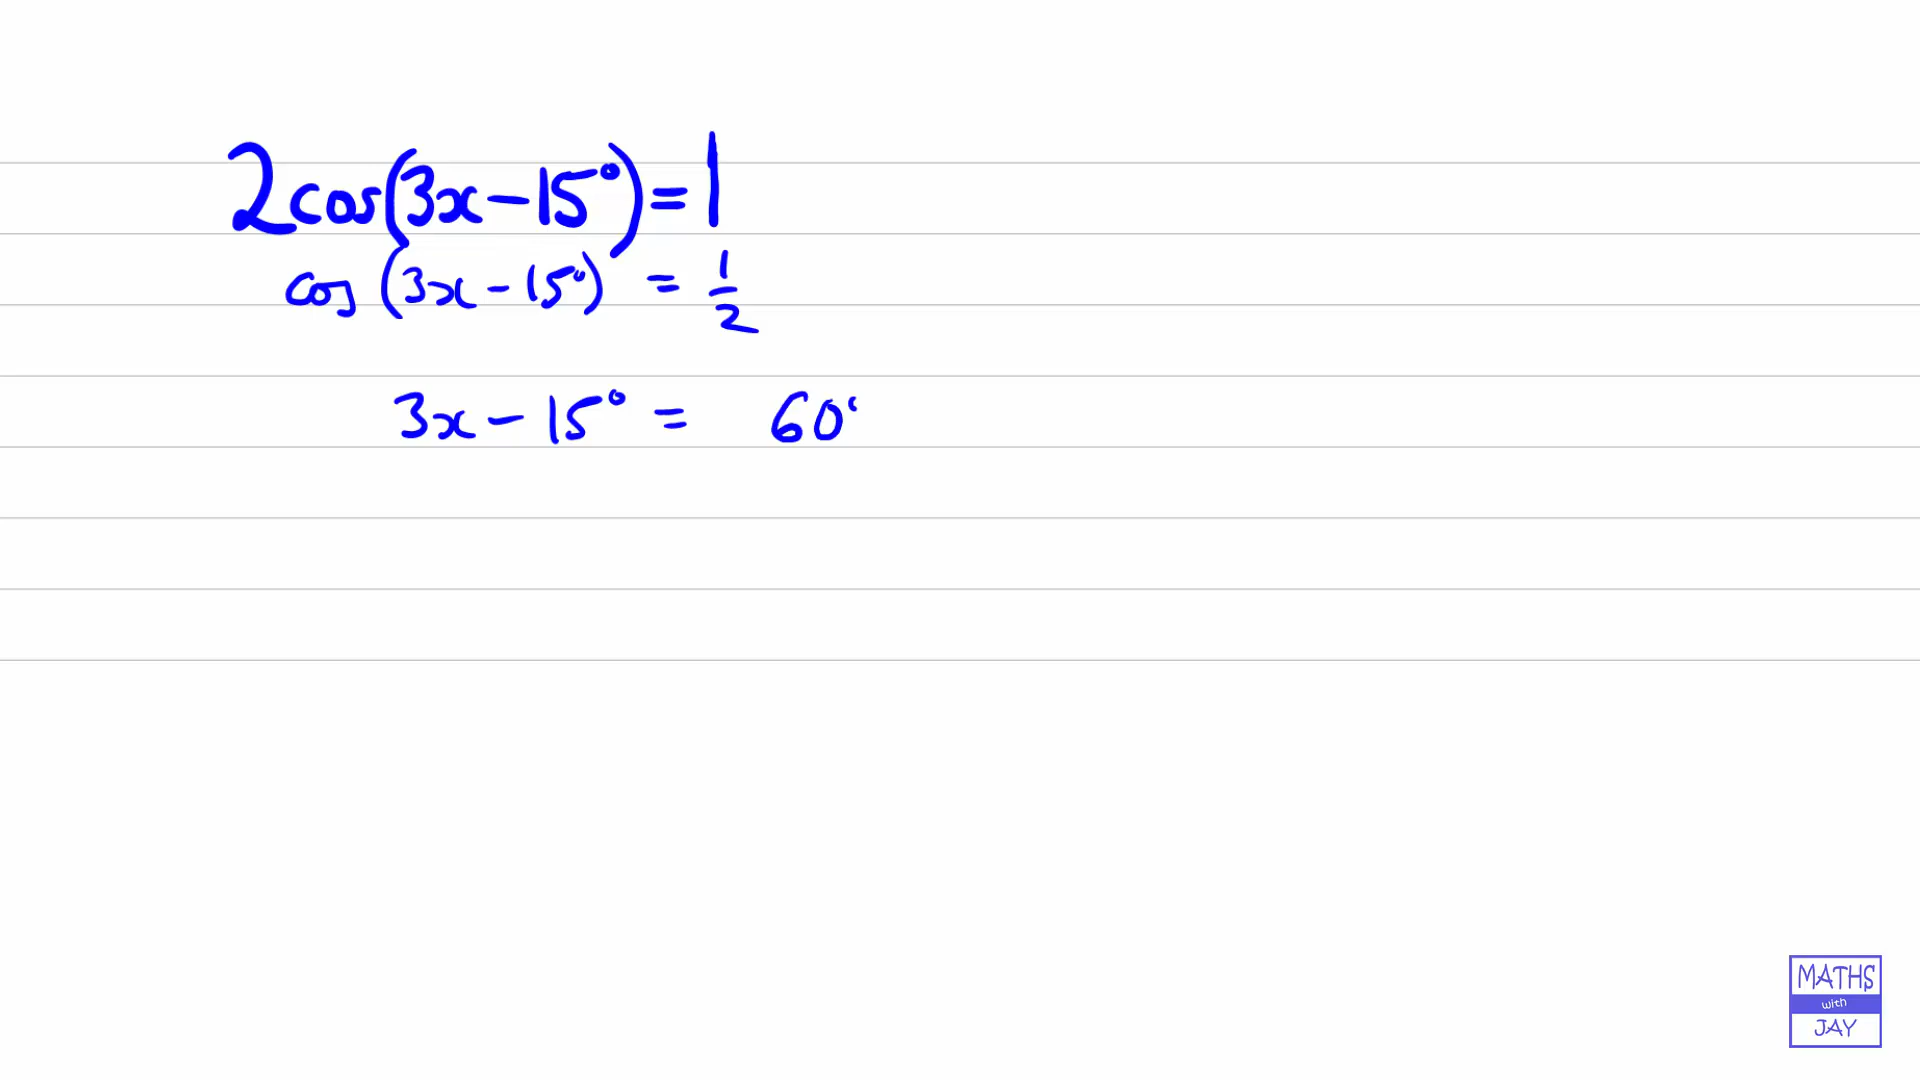 2cos(3x-15°)=1
cos(3x-15°) = 1/2
3x-15° = 60°
MATHS
with
JAY